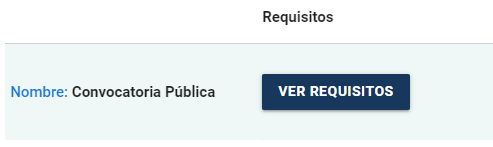 Requisitos
Nombre: Convocatoria Pública
VER REQUISITOS